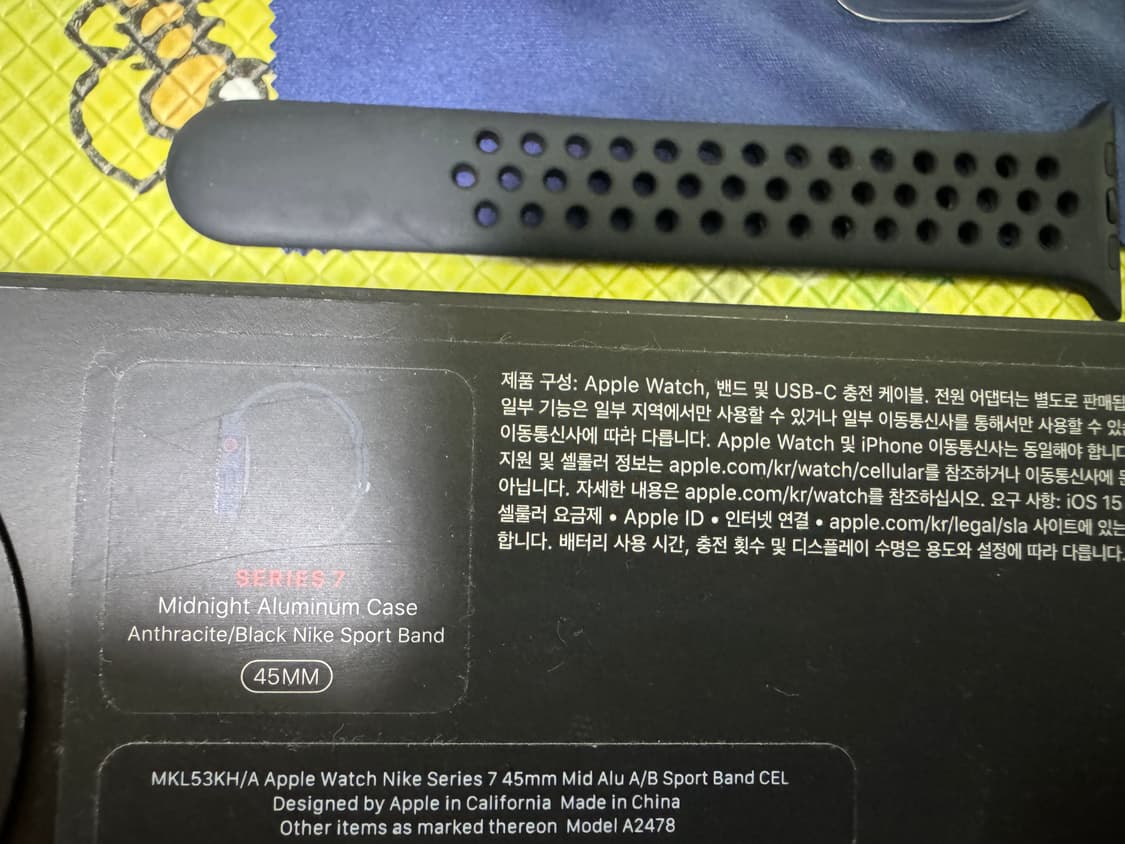 제품 구성: Apple Watch, 밴드 및 USB-C 충전 케이블. 전원 어댑터는 별도로 판매됩
일부 기능은 일부 지역에서만 사용할 수 있거나 일부 이동통신사를 통해서만 사용할 수
이동통신사에 따라 다릅니다. Apple Watch 및 iPhone 이동통신사는 동일해야 합니다
지원 및 셀룰러 정보는 apple.com/kr/watch/cellular를 참조하거나 이동통신사에
아닙니다. 자세한 내용은 apple.com/kr/watch를 참조하십시오. 요구 사항: iOS 15
셀룰러 요금제 • Apple ID • 인터넷 연결 • apple.com/kr/legal/sla 사이트에 있는
합니다. 배터리 사용 시간, 충전 횟수 및 디스플레이 수명은 용도와 설정에 따라 다릅니다.
SERIES 7
Midnight Aluminum Case
Anthracite/Black Nike Sport Band
45MM
MKL53KH/A Apple Watch Nike Series 7 45mm Mid Alu A/B Sport Band CEL
Designed by Apple in California Made in China
Other items as marked thereon Model A2478